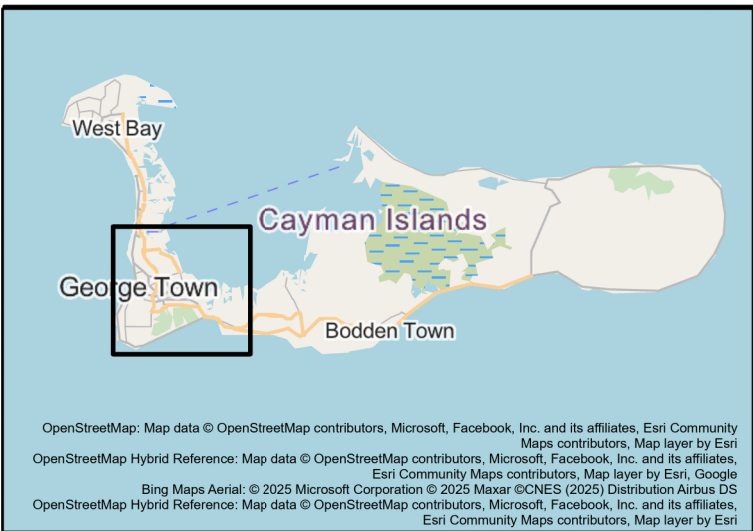 West Bay
Cayman Islands
George Town
Bodden Town
OpenStreetMap: Map data © OpenStreetMap contributors, Microsoft, Facebook, Inc. and its affiliates, Esri Community
Maps contributors, Map layer by Esri
OpenStreetMap Hybrid Reference: Map data © OpenStreetMap contributors, Microsoft, Facebook, Inc. and its affiliates,
Esri Community Maps contributors, Map layer by Esri, Google
Bing Maps Aerial: © 2025 Microsoft Corporation © 2025 Maxar ©CNES (2025) Distribution Airbus DS
OpenStreetMap Hybrid Reference: Map data © OpenStreetMap contributors, Microsoft, Facebook, Inc. and its affiliates,
Esri Community Maps contributors, Map layer by Esri